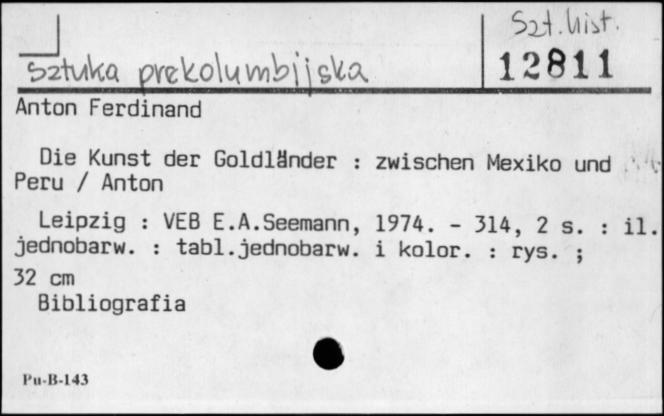 Szt. hist.
sztuka prekolumbijska
12811
Anton Ferdinand
Die Kunst der Goldländer : zwischen Mexiko und
Peru / Anton
Leipzig : VEB E.A.Seemann, 1974. - 314, 2 s. : il.
jednobarw. : tabl.jednobarw. i kolor. : rys. ;
32 cm
Bibliografia
Pu-B-143